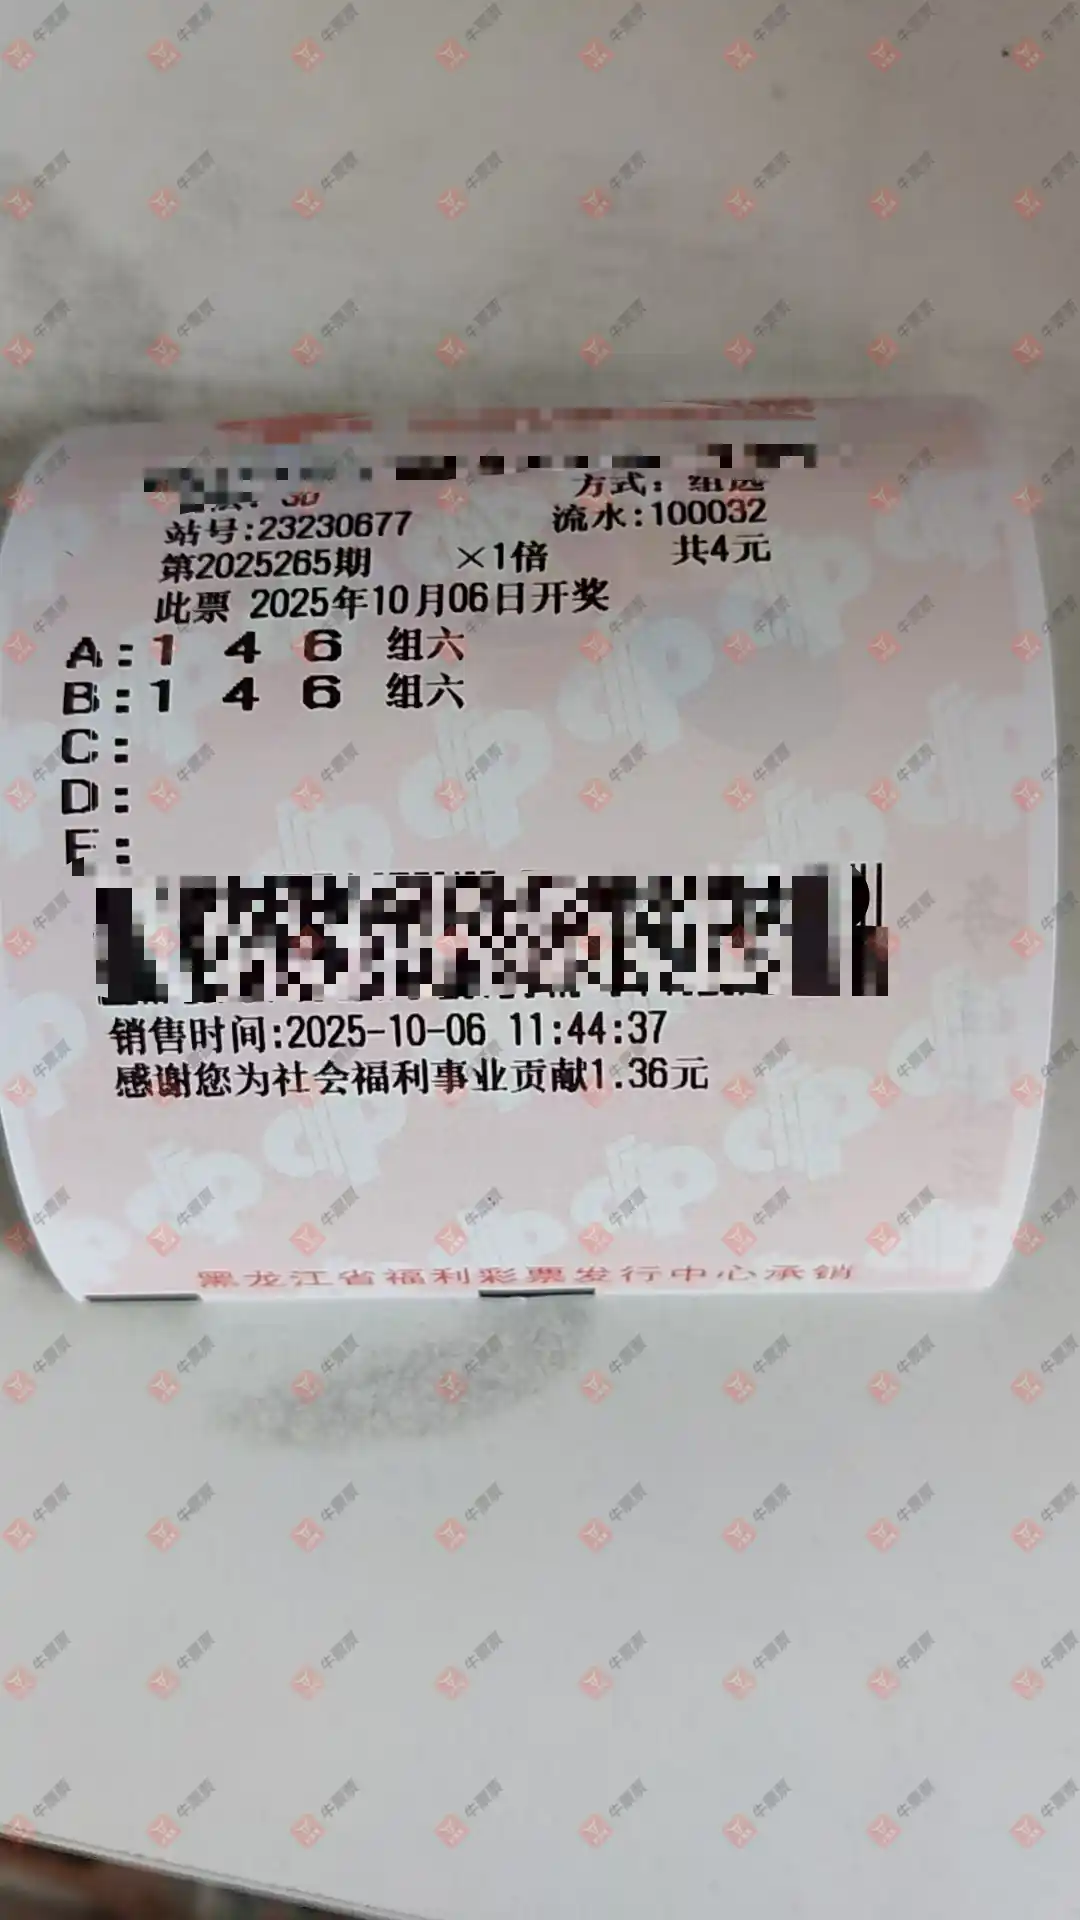 3D
方式: 组选
站号:23230677 流水:100032
第2025265期 ×1倍 共4元
此票 2025年10月06日开奖
A: 1 4 6 组六
B: 1 4 6 组六
C:
D:
E:
销售时间:2025-10-06 11:44:37
感谢您为社会福利事业贡献1.36元
黑龙江省福利彩票发行中心承销
牛票票